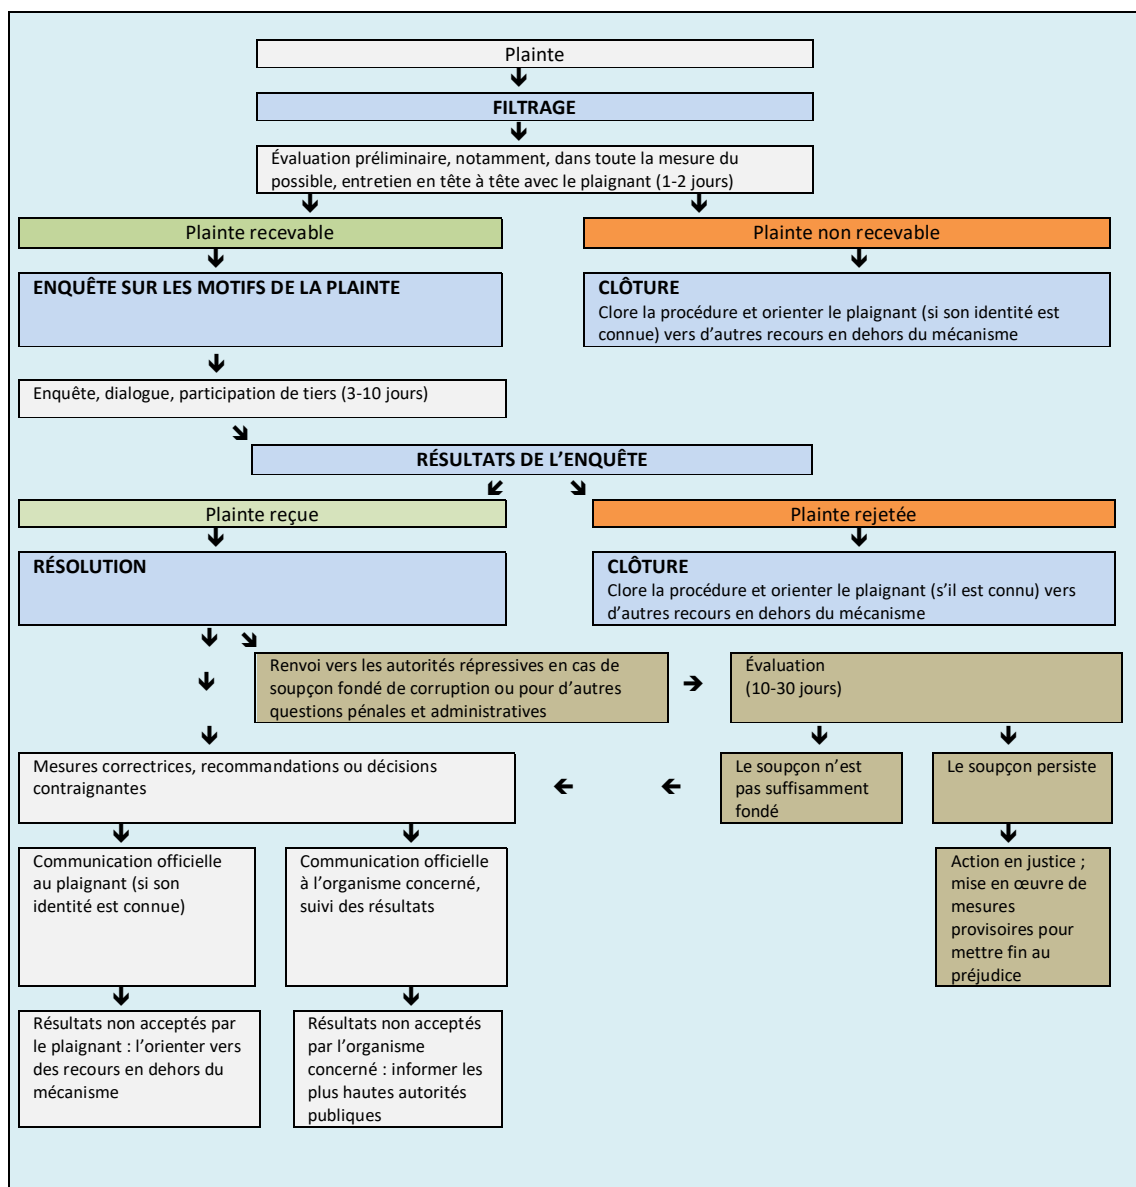 Plainte
FILTRAGE
Évaluation préliminaire, notamment, dans toute la mesure du
possible, entretien en tête à tête avec le plaignant (1-2 jours)
Plainte recevable
Plainte non recevable
ENQUÊTE SUR LES MOTIFS DE LA PLAINTE
CLÔTURE
Clore la procédure et orienter le plaignant (si son identité est
connue) vers d’autres recours en dehors du mécanisme
Enquête, dialogue, participation de tiers (3-10 jours)
RÉSULTATS DE L’ENQUÊTE
Plainte reçue
Plainte rejetée
RÉSOLUTION
CLÔTURE
Clore la procédure et orienter le plaignant (s’il est connu) vers
d’autres recours en dehors du mécanisme
Renvoi vers les autorités répressives en cas de
soupçon fondé de corruption ou pour d’autres
questions pénales et administratives
Évaluation
(10-30 jours)
Mesures correctrices, recommandations ou décisions
contraignantes
Le soupçon n’est
pas suffisamment
fondé
Le soupçon persiste
Communication officielle
au plaignant (si son
identité est connue)
Communication officielle
à l’organisme concerné,
suivi des résultats
Action en justice ;
mise en œuvre de
mesures
provisoires pour
mettre fin au
préjudice
Résultats non acceptés par
le plaignant : l’orienter vers
des recours en dehors du
mécanisme
Résultats non acceptés
par l’organisme
concerné : informer les
plus hautes autorités
publiques